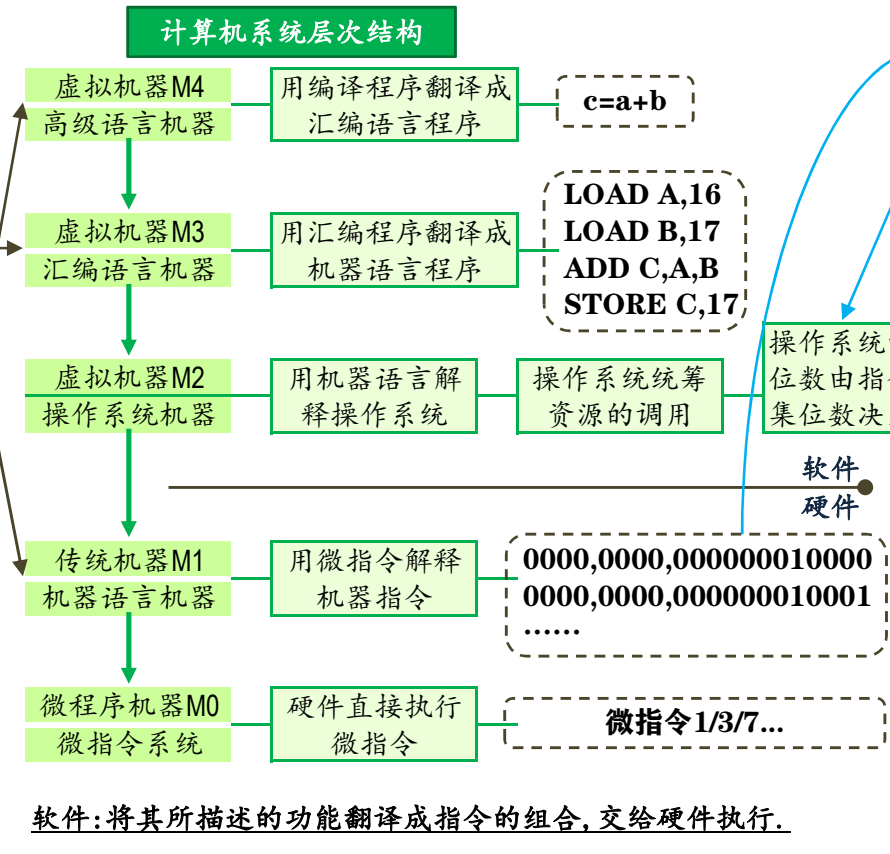 计算机系统层次结构
虚拟机器M4
高级语言机器
用编译程序翻译成
汇编语言程序
c=a+b
虚拟机器M3
汇编语言机器
用汇编程序翻译成
机器语言程序
LOAD A,16
LOAD B,17
ADD C,A,B
STORE C,17
虚拟机器M2
操作系统机器
用机器语言解
释操作系统
操作系统统筹
资源的调用
操作系统
位数由指
集位数决
软件
硬件
传统机器M1
机器语言机器
用微指令解释
机器指令
0000,0000,000000010000
0000,0000,000000010001
……
微程序机器M0
微指令系统
硬件直接执行
微指令
微指令1/3/7...
软件:将其所描述的功能翻译成指令的组合,交给硬件执行.